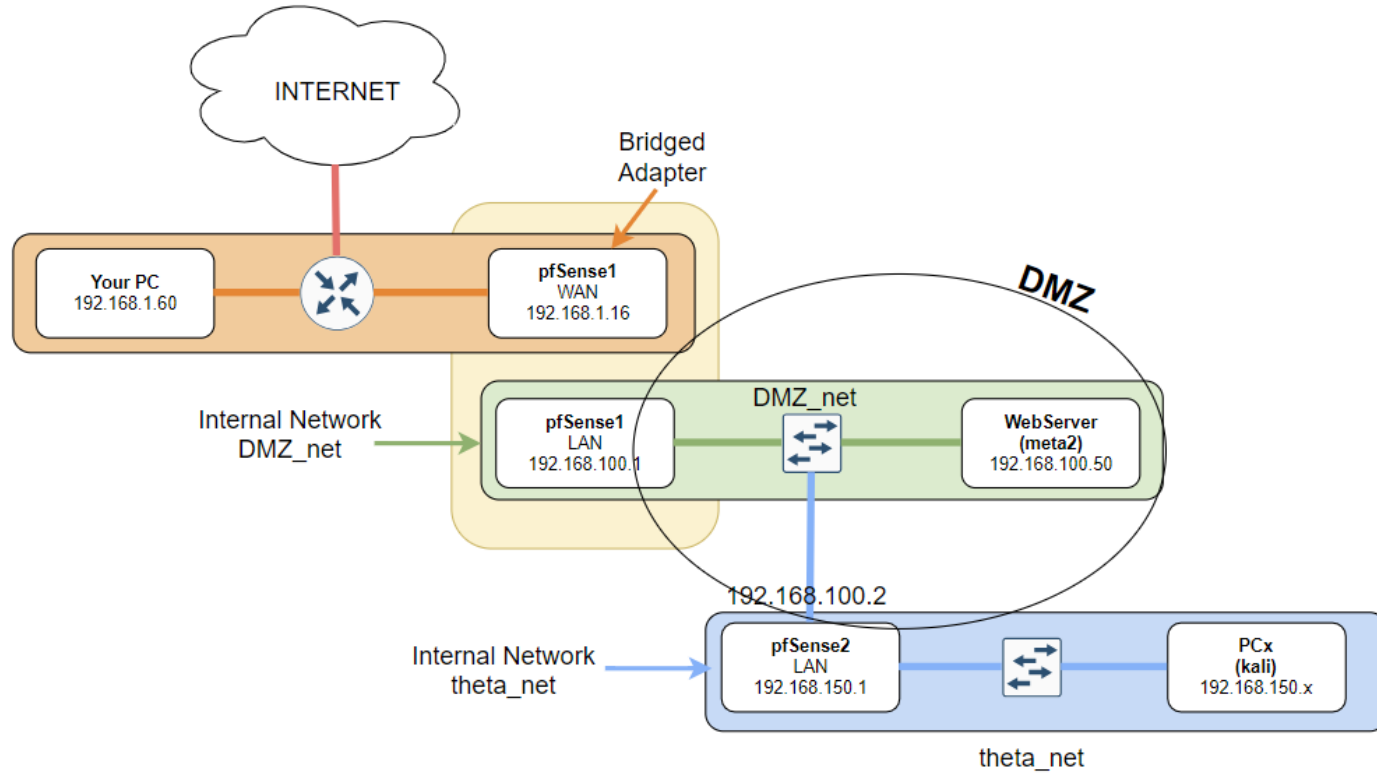 INTERNET
Bridged
Adapter
Your PC
192.168.1.60
pfSense1
WAN
192.168.1.16
DMZ
Internal Network
DMZ_net
pfSense1
LAN
192.168.100.1
DMZ_net
WebServer
(meta2)
192.168.100.50
192.168.100.2
Internal Network
theta_net
pfSense2
LAN
192.168.150.1
PCx
(kali)
192.168.150.x
theta_net